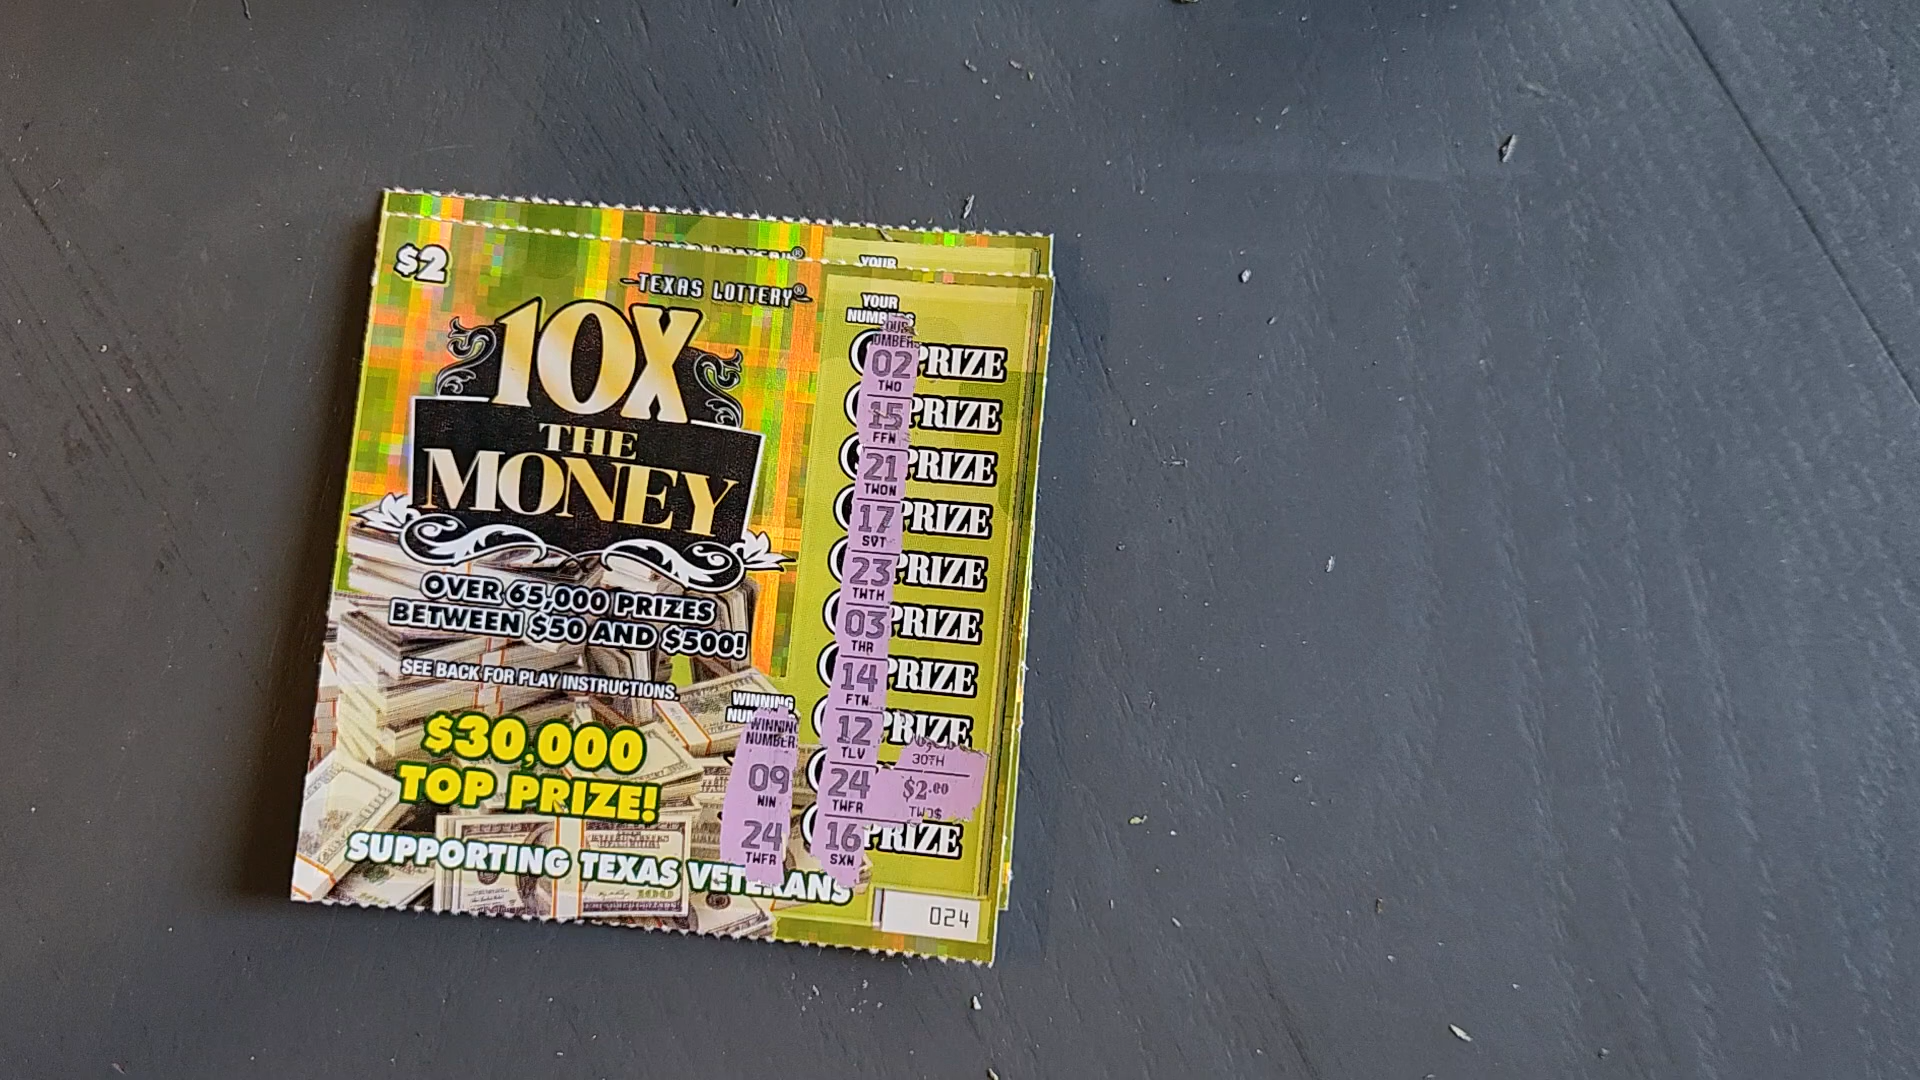 YOUR
$2
TEXAS LOTTERY®
10X
THE
MONEY
OVER 65,000 PRIZES
BETWEEN $50 AND $500!
SEE BACK FOR PLAY INSTRUCTIONS.
$30,000
TOP PRIZE!
SUPPORTING TEXAS VETERANS
WINNING
WINNING
NUMBERS
09
NIN
24
TWFR
YOUR
NUMBERS
02 PRIZE
TWO
15 PRIZE
FFN
21 PRIZE
TWON
17 PRIZE
SVT
23 PRIZE
TWTH
03 PRIZE
THR
14 PRIZE
FTN
12 PRIZE
TLV
30TH
24 $2.00
TWFR TWO$
16 PRIZE
SXN
024